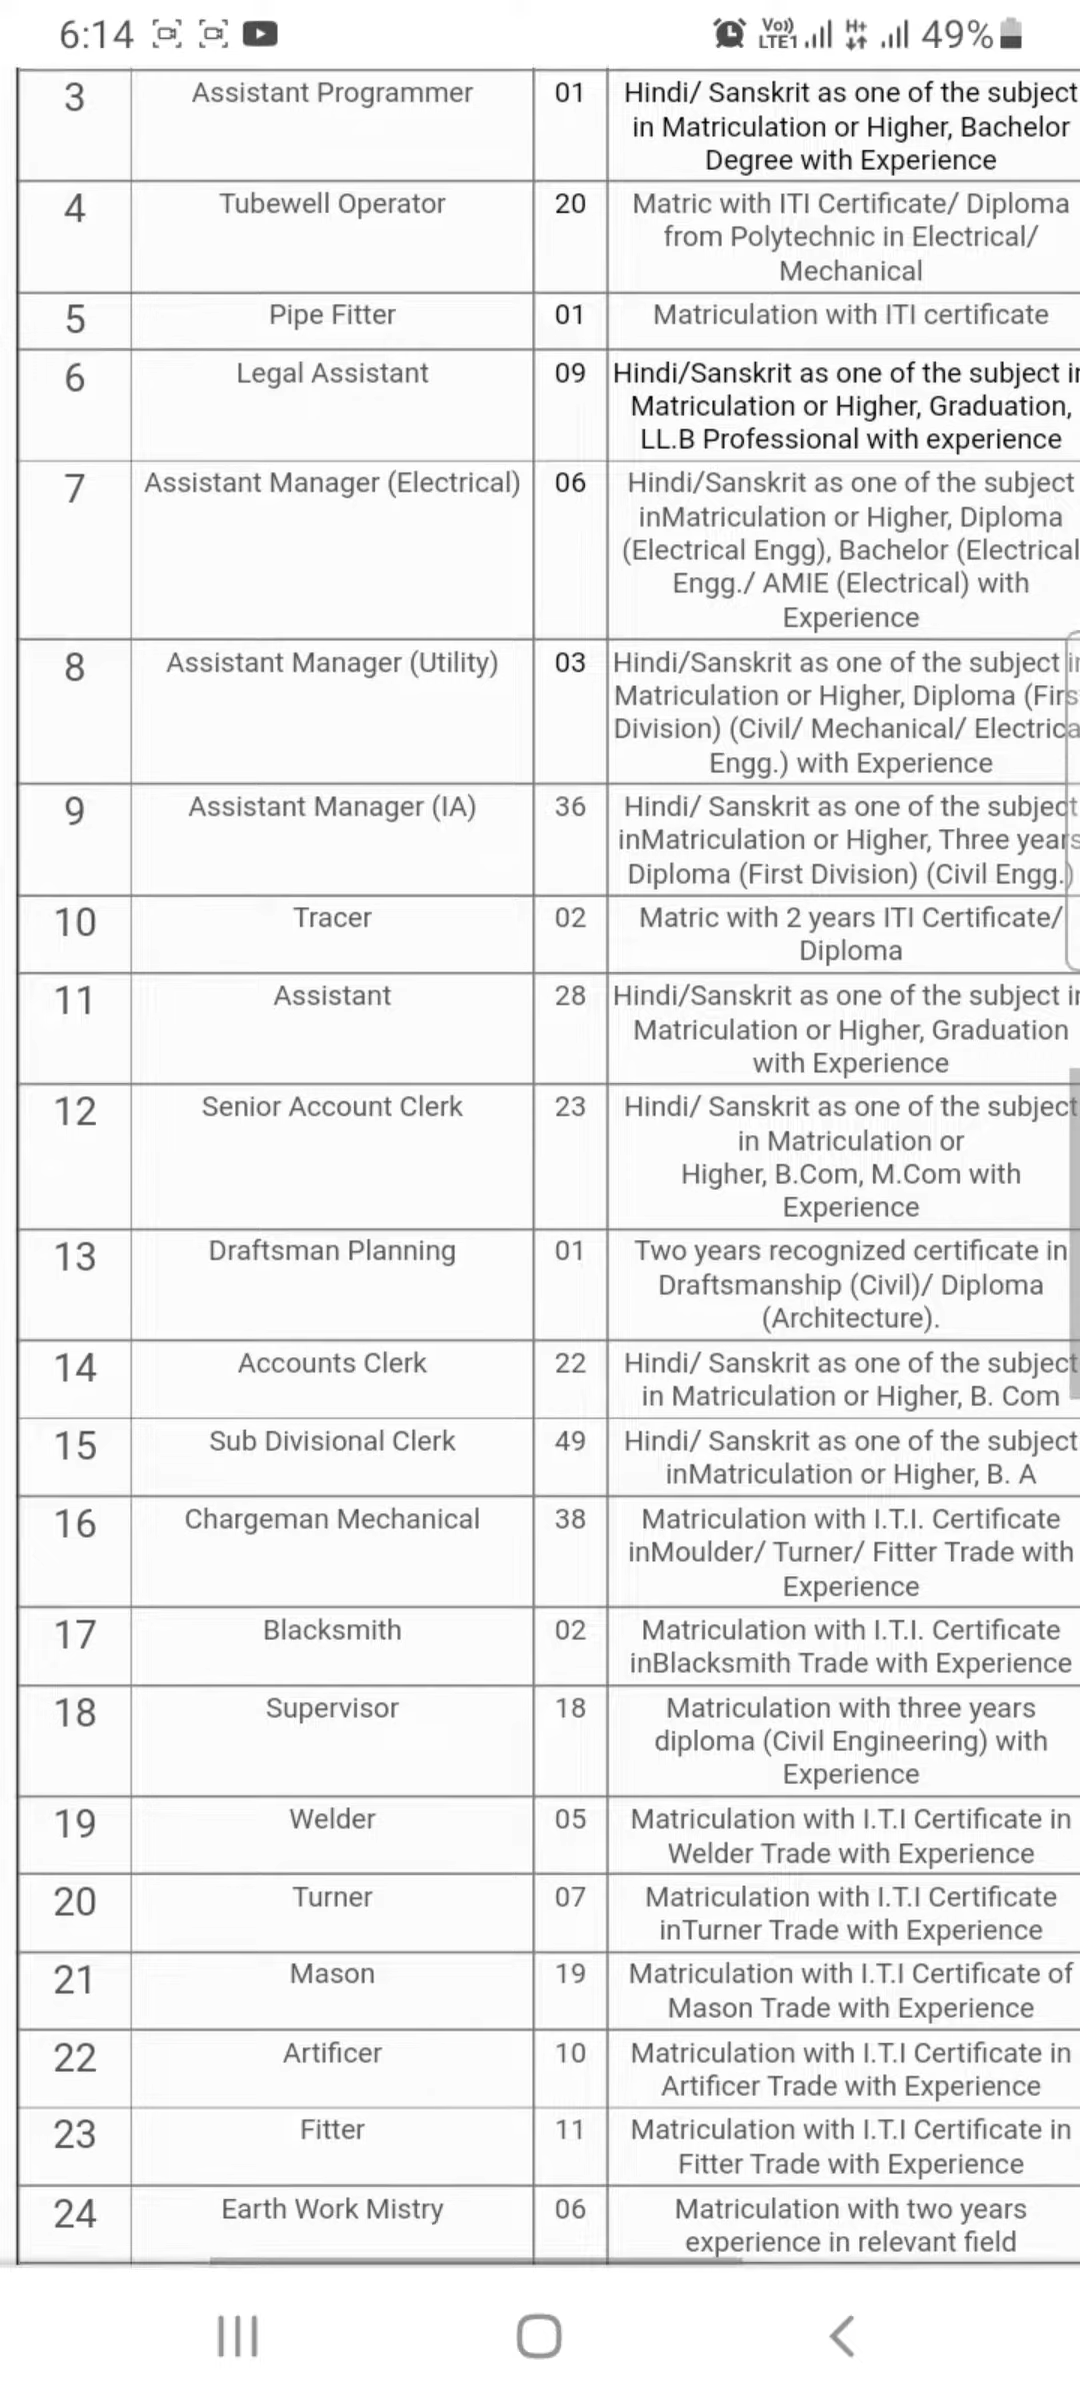 6:14 Vo)) LTE1 H+ 49%
3 Assistant Programmer 01 Hindi/ Sanskrit as one of the subject
in Matriculation or Higher, Bachelor
Degree with Experience
4 Tubewell Operator 20 Matric with ITI Certificate/ Diploma
from Polytechnic in Electrical/
Mechanical
5 Pipe Fitter 01 Matriculation with ITI certificate
6 Legal Assistant 09 Hindi/Sanskrit as one of the subject
Matriculation or Higher, Graduation,
LL.B Professional with experience
7 Assistant Manager (Electrical) 06 Hindi/Sanskrit as one of the subject
inMatriculation or Higher, Diploma
(Electrical Engg), Bachelor (Electrical
Engg./ AMIE (Electrical) with
Experience
8 Assistant Manager (Utility) 03 Hindi/Sanskrit as one of the subject
Matriculation or Higher, Diploma (Firs
Division) (Civil/ Mechanical/ Electrica
Engg.) with Experience
9 Assistant Manager (IA) 36 Hindi/ Sanskrit as one of the subject
inMatriculation or Higher, Three years
Diploma (First Division) (Civil Engg.)
10 Tracer 02 Matric with 2 years ITI Certificate/
Diploma
11 Assistant 28 Hindi/Sanskrit as one of the subject
Matriculation or Higher, Graduation
with Experience
12 Senior Account Clerk 23 Hindi/ Sanskrit as one of the subject
in Matriculation or
Higher, B.Com, M.Com with
Experience
13 Draftsman Planning 01 Two years recognized certificate in
Draftsmanship (Civil)/ Diploma
(Architecture).
14 Accounts Clerk 22 Hindi/ Sanskrit as one of the subject
in Matriculation or Higher, B. Com
15 Sub Divisional Clerk 49 Hindi/ Sanskrit as one of the subject
inMatriculation or Higher, B. A
16 Chargeman Mechanical 38 Matriculation with I.T.I. Certificate
inMoulder/ Turner/ Fitter Trade with
Experience
17 Blacksmith 02 Matriculation with I.T.I. Certificate
inBlacksmith Trade with Experience
18 Supervisor 18 Matriculation with three years
diploma (Civil Engineering) with
Experience
19 Welder 05 Matriculation with I.T.I Certificate in
Welder Trade with Experience
20 Turner 07 Matriculation with I.T.I Certificate
inTurner Trade with Experience
21 Mason 19 Matriculation with I.T.I Certificate of
Mason Trade with Experience
22 Artificer 10 Matriculation with I.T.I Certificate in
Artificer Trade with Experience
23 Fitter 11 Matriculation with I.T.I Certificate in
Fitter Trade with Experience
24 Earth Work Mistry 06 Matriculation with two years
experience in relevant field